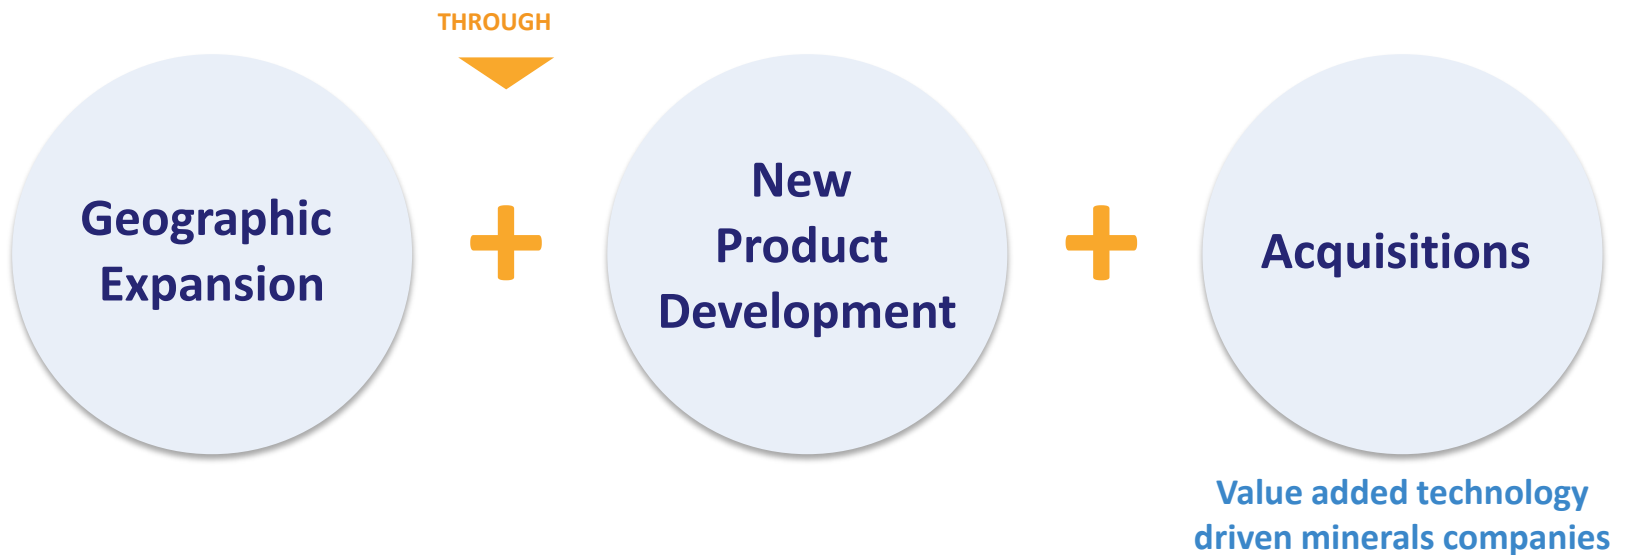 THROUGH
Geographic
Expansion
+
New
Product
Development
+
Acquisitions
Value added technology
driven minerals companies